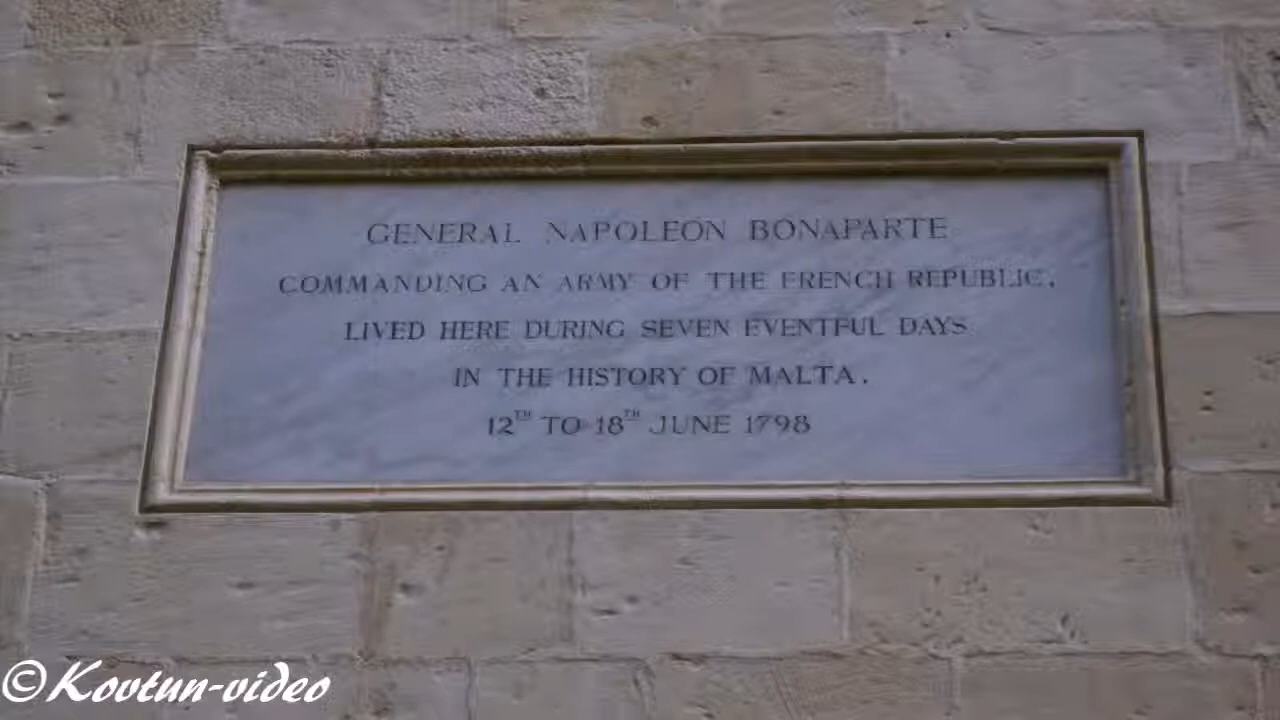 GENERAL NAPOLEON BONAPARTE
COMMANDING AN ARMY OF THE FRENCH REPUBLIC,
LIVED HERE DURING SEVEN EVENTFUL DAYS
IN THE HISTORY OF MALTA.
12TH TO 18TH JUNE 1798
©Kovtun-video